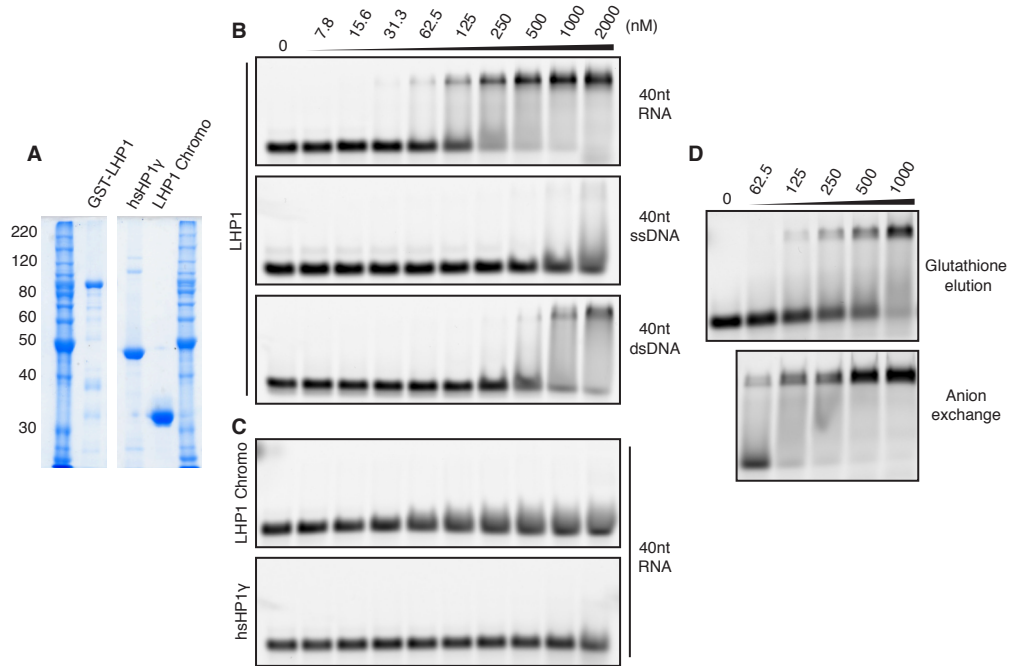 A
GST-LHP1
hsHP1γ
LHP1 Chromo
220
120
80
60
50
40
30
B
0 7.8 15.6 31.3 62.5 125 250 500 1000 2000 (nM)
LHP1
40nt
RNA
40nt
ssDNA
40nt
dsDNA
C
LHP1 Chromo
hsHP1γ
40nt
RNA
D
0 62.5 125 250 500 1000
Glutathione
elution
Anion
exchange